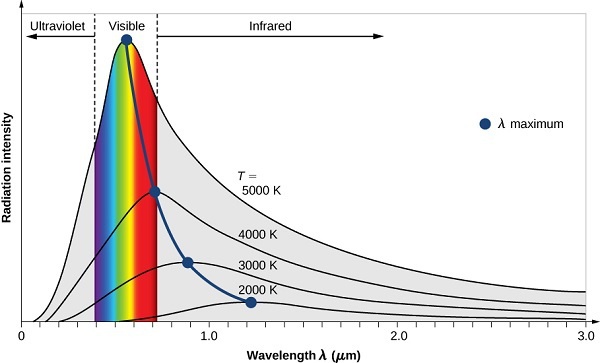 Ultraviolet
Visible
Infrared
λ maximum
T =
5000 K
4000 K
3000 K
2000 K
Radiation intensity
0
1.0
2.0
3.0
Wavelength λ (μm)